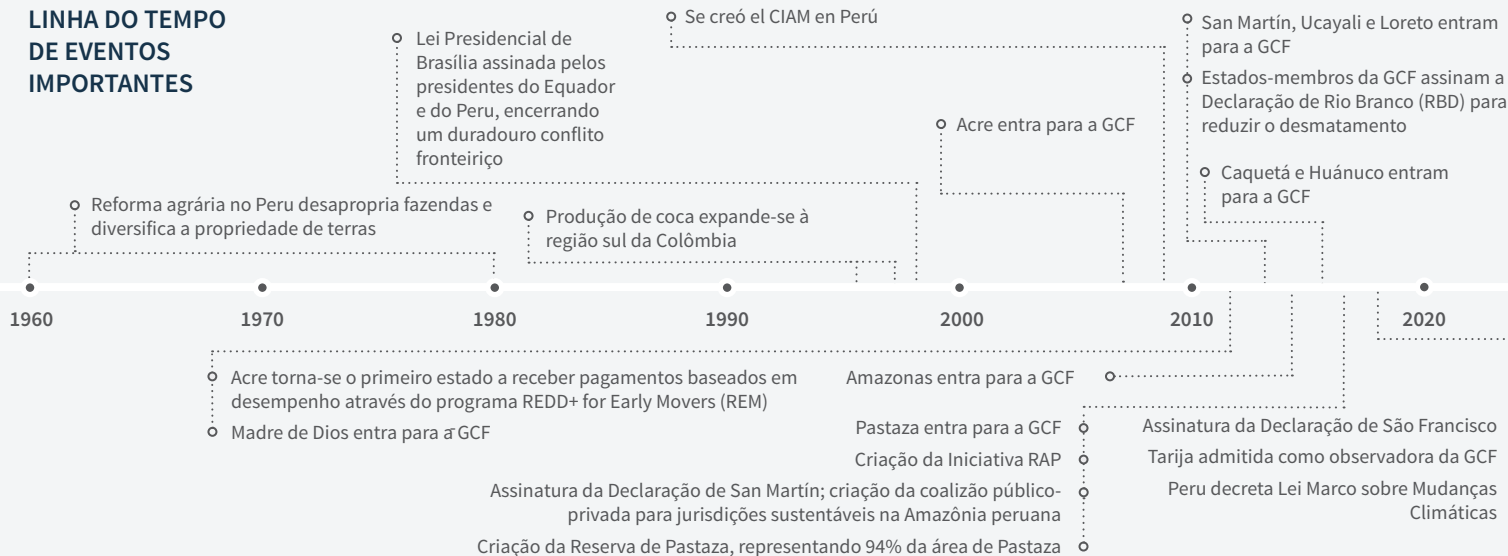 LINHA DO TEMPO
DE EVENTOS
IMPORTANTES
Lei Presidencial de
Brasília assinada pelos
presidentes do Equador
e do Peru, encerrando
um duradouro conflito
fronteiriço
Se creó el CIAM en Perú
Acre entra para a GCF
San Martín, Ucayali e Loreto entram
para a GCF
Estados-membros da GCF assinam a
Declaração de Rio Branco (RBD) para
reduzir o desmatamento
Caquetá e Huánuco entram
para a GCF
Reforma agrária no Peru desapropria fazendas e
diversifica a propriedade de terras
Produção de coca expande-se à
região sul da Colômbia
1960
1970
1980
1990
2000
2010
2020
Acre torna-se o primeiro estado a receber pagamentos baseados em
desempenho através do programa REDD+ for Early Movers (REM)
Madre de Dios entra para a GCF
Amazonas entra para a GCF
Pastaza entra para a GCF
Criação da Iniciativa RAP
Assinatura da Declaração de San Martín; criação da coalizão público-
privada para jurisdições sustentáveis na Amazônia peruana
Criação da Reserva de Pastaza, representando 94% da área de Pastaza
Assinatura da Declaração de São Francisco
Tarija admitida como observadora da GCF
Peru decreta Lei Marco sobre Mudanças
Climáticas